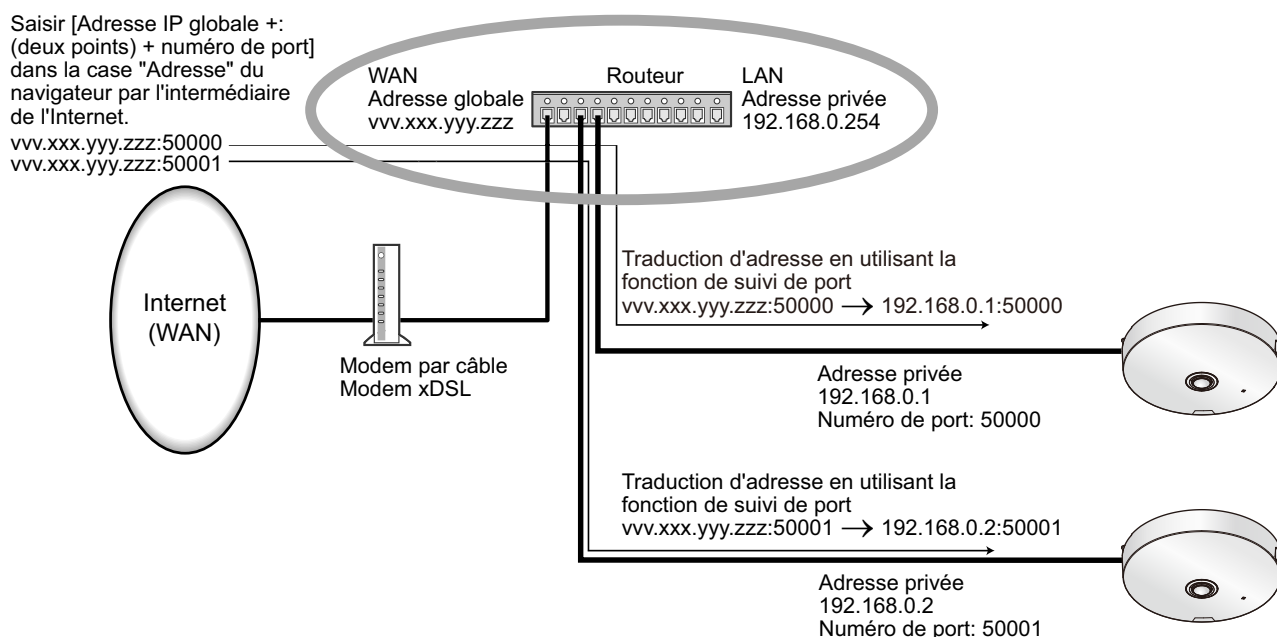 Saisir [Adresse IP globale +:
(deux points) + numéro de port]
dans la case "Adresse" du
navigateur par l'intermédiaire
de l'Internet.
vvv.xxx.yyy.zzz:50000
vvv.xxx.yyy.zzz:50001
WAN
Adresse globale
vvv.xxx.yyy.zzz
Routeur
LAN
Adresse privée
192.168.0.254
Internet
(WAN)
Modem par câble
Modem xDSL
Traduction d'adresse en utilisant la
fonction de suivi de port
vvv.xxx.yyy.zzz:50000 → 192.168.0.1:50000
Adresse privée
192.168.0.1
Numéro de port: 50000
Traduction d'adresse en utilisant la
fonction de suivi de port
vvv.xxx.yyy.zzz:50001 → 192.168.0.2:50001
Adresse privée
192.168.0.2
Numéro de port: 50001